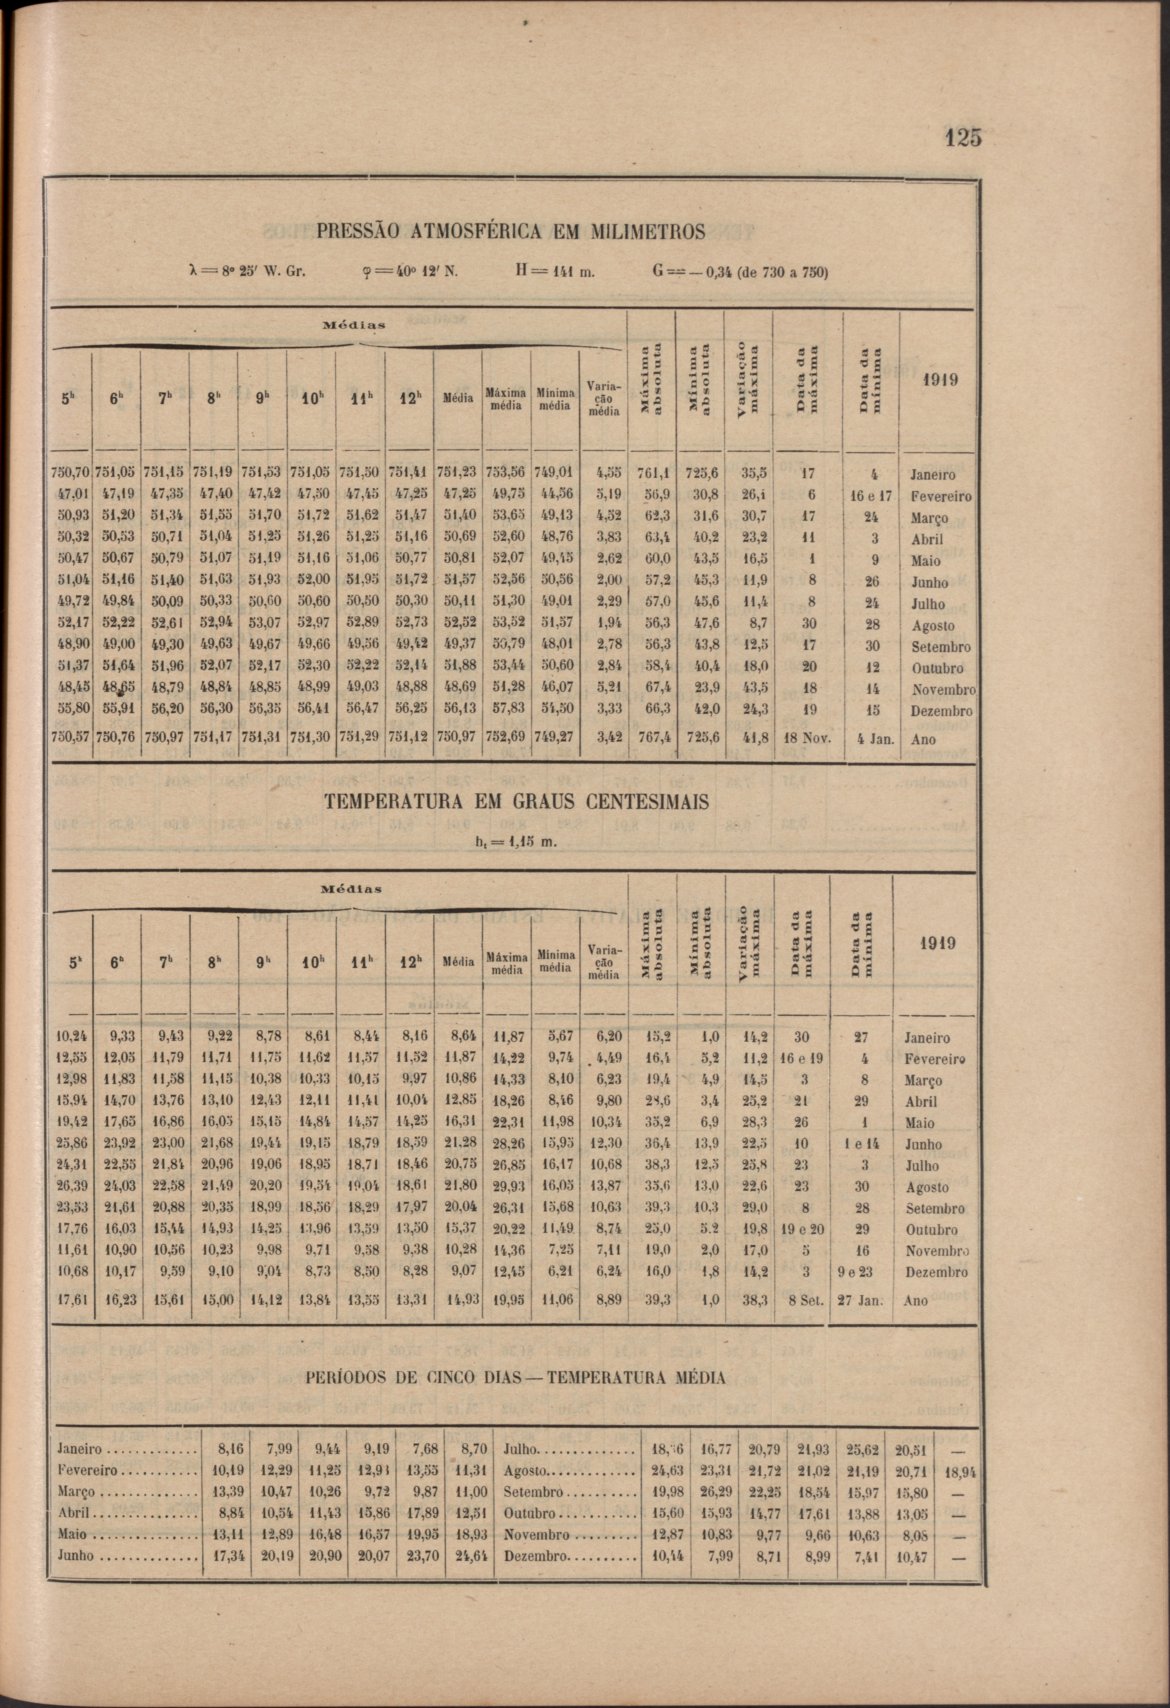 125
PRESSÃO ATMOSFÉRICA EM MILIMETROS
λ = 8º 25′ W. Gr. φ = 40º 12′ N. H = 141 m. G = — 0,34 (de 730 a 750)
Médias
5h 6h 7h 8h 9h 10h 11h 12h Média Máxima média Mínima média Variação média Máxima absoluta Mínima absoluta Variação máxima Data da máxima Data da mínima 1919
750,70 751,05 751,15 751,19 751,53 751,05 751,50 751,41 751,23 753,56 749,01 4,55 761,1 725,6 35,5 17 4 Janeiro
47,01 47,19 47,35 47,40 47,42 47,50 47,45 47,25 47,25 49,75 44,56 5,19 56,9 30,8 26,1 6 16 e 17 Fevereiro
50,93 51,20 51,34 51,55 51,70 51,72 51,62 51,47 51,40 53,65 49,13 4,52 62,3 31,6 30,7 17 24 Março
50,32 50,53 50,71 51,04 51,25 51,26 51,25 51,16 50,69 52,60 48,76 3,83 63,4 40,2 23,2 11 3 Abril
50,47 50,67 50,79 51,07 51,19 51,16 51,06 50,77 50,81 52,07 49,45 2,62 60,0 43,5 16,5 1 9 Maio
51,04 51,16 51,40 51,63 51,93 52,00 51,95 51,72 51,57 52,56 50,56 2,00 57,2 45,3 11,9 8 26 Junho
49,72 49,84 50,09 50,33 50,60 50,60 50,50 50,30 50,11 51,30 49,01 2,29 57,0 45,6 11,4 8 24 Julho
52,17 52,22 52,61 52,94 53,07 52,97 52,89 52,73 52,52 53,52 51,57 1,94 56,3 47,6 8,7 30 28 Agosto
48,90 49,00 49,30 49,63 49,67 49,66 49,56 49,42 49,37 50,79 48,01 2,78 56,3 43,8 12,5 17 30 Setembro
51,37 51,64 51,96 52,07 52,17 52,30 52,22 52,14 51,88 53,44 50,60 2,84 58,4 40,4 18,0 20 12 Outubro
48,45 48,65 48,79 48,84 48,85 48,99 49,03 48,88 48,69 51,28 46,07 5,21 67,4 23,9 43,5 18 14 Novembro
55,80 55,91 56,20 56,30 56,35 56,41 56,47 56,25 56,13 57,83 54,50 3,33 66,3 42,0 24,3 19 15 Dezembro
750,57 750,76 750,97 751,17 751,31 751,30 751,29 751,12 750,97 752,69 749,27 3,42 767,4 725,6 41,8 18 Nov. 4 Jan. Ano
TEMPERATURA EM GRAUS CENTESIMAIS
ht = 1,15 m.
Médias
5h 6h 7h 8h 9h 10h 11h 12h Média Máxima média Mínima média Variação média Máxima absoluta Mínima absoluta Variação máxima Data da máxima Data da mínima 1919
10,24 9,33 9,43 9,22 8,78 8,61 8,44 8,16 8,64 11,87 5,67 6,20 15,2 1,0 14,2 30 27 Janeiro
12,55 12,05 11,79 11,71 11,75 11,62 11,57 11,52 11,87 14,22 9,74 4,49 16,4 5,2 11,2 16 e 19 4 Fevereiro
12,98 11,83 11,58 11,15 10,38 10,33 10,15 9,97 10,86 14,33 8,10 6,23 19,4 4,9 14,5 3 8 Março
15,94 14,70 13,76 13,10 12,43 12,11 11,41 10,04 12,85 18,26 8,46 9,80 28,6 3,4 25,2 21 29 Abril
19,42 17,65 16,86 16,05 15,15 14,84 14,57 14,25 16,31 22,31 11,98 10,34 35,2 6,9 28,3 26 1 Maio
25,86 23,92 23,00 21,68 19,44 19,15 18,79 18,59 21,28 28,26 15,95 12,30 36,4 13,9 22,5 10 1 e 14 Junho
24,31 22,55 21,84 20,96 19,06 18,95 18,71 18,46 20,75 26,85 16,17 10,68 38,3 12,5 25,8 23 3 Julho
26,39 24,03 22,58 21,49 20,20 19,54 19,04 18,61 21,80 29,93 16,05 13,87 35,6 13,0 22,6 23 30 Agosto
23,53 21,61 20,88 20,35 18,99 18,56 18,29 17,97 20,04 26,31 15,68 10,63 39,3 10,3 29,0 8 28 Setembro
17,76 16,03 15,44 14,93 14,25 13,96 13,59 13,50 15,37 20,22 11,49 8,74 25,0 5,2 19,8 19 e 20 29 Outubro
11,61 10,90 10,56 10,23 9,98 9,71 9,58 9,38 10,28 14,36 7,25 7,11 19,0 2,0 17,0 5 16 Novembro
10,68 10,17 9,59 9,10 9,04 8,73 8,50 8,28 9,07 12,45 6,21 6,24 16,0 1,8 14,2 3 9 e 23 Dezembro
17,61 16,23 15,61 15,00 14,12 13,84 13,55 13,31 14,93 19,95 11,06 8,89 39,3 1,0 38,3 8 Set. 27 Jan. Ano
PERÍODOS DE CINCO DIAS — TEMPERATURA MÉDIA
Janeiro ............. 8,16 7,99 9,44 9,19 7,68 8,70 Julho.............. 16,77 20,79 21,93 25,62 20,51 —
Fevereiro ........... 10,19 12,29 11,25 12,93 13,55 11,31 Agosto............. 24,63 23,31 21,72 21,02 21,19 20,71 18,94
Março .............. 13,39 10,47 10,26 9,72 9,87 11,00 Setembro .......... 19,98 26,29 22,25 18,54 15,97 15,80 —
Abril............... 8,84 10,54 11,43 15,86 17,89 12,51 Outubro ........... 15,60 15,93 14,77 17,61 13,88 13,05 —
Maio ............... 13,11 12,89 16,48 16,57 19,95 18,93 Novembro ......... 12,87 10,83 9,77 9,66 10,63 8,08 —
Junho .............. 17,34 20,19 20,90 20,07 23,70 24,64 Dezembro.......... 10,44 7,99 8,71 8,99 7,41 10,47 —